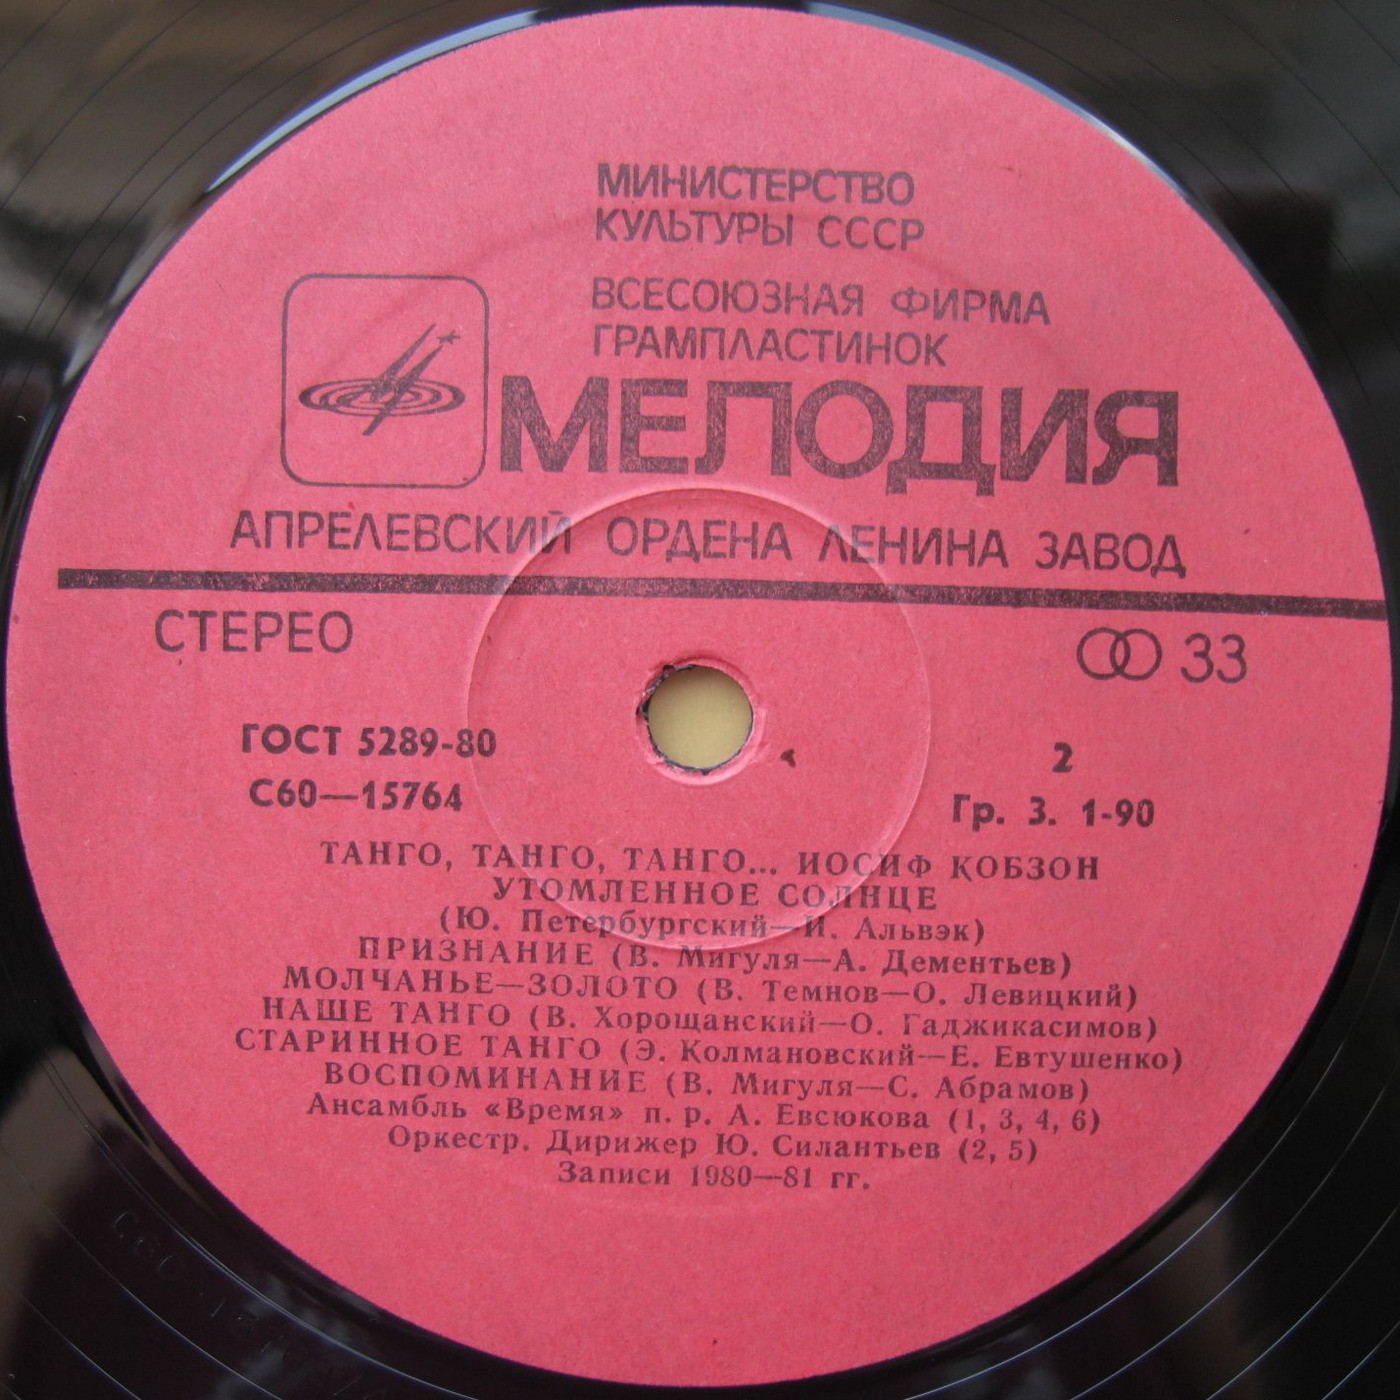 МИНИСТЕРСТВО
КУЛЬТУРЫ СССР
ВСЕСОЮЗНАЯ ФИРМА
ГРАМПЛАСТИНОК
МЕЛОДИЯ
АПРЕЛЕВСКИЙ ОРДЕНА ЛЕНИНА ЗАВОД
СТЕРЕО
33
ГОСТ 5289-80
2
С60—15764
Гр. 3. 1-90
ТАНГО, ТАНГО, ТАНГО... ИОСИФ КОБЗОН
УТОМЛЕННОЕ СОЛНЦЕ
(Ю. Петербургский—И. Альвэк)
ПРИЗНАНИЕ (В. Мигуля—А. Дементьев)
МОЛЧАНЬЕ—ЗОЛОТО (В. Темнов—О. Левицкий)
НАШЕ ТАНГО (В. Хорощанский—О. Гаджикасимов)
СТАРИННОЕ ТАНГО (Э. Колмановский—Е. Евтушенко)
ВОСПОМИНАНИЕ (В. Мигуля—С. Абрамов)
Ансамбль «Время» п. р. А. Евсюкова (1, 3, 4, 6)
Оркестр. Дирижер Ю. Силантьев (2, 5)
Записи 1980—81 гг.